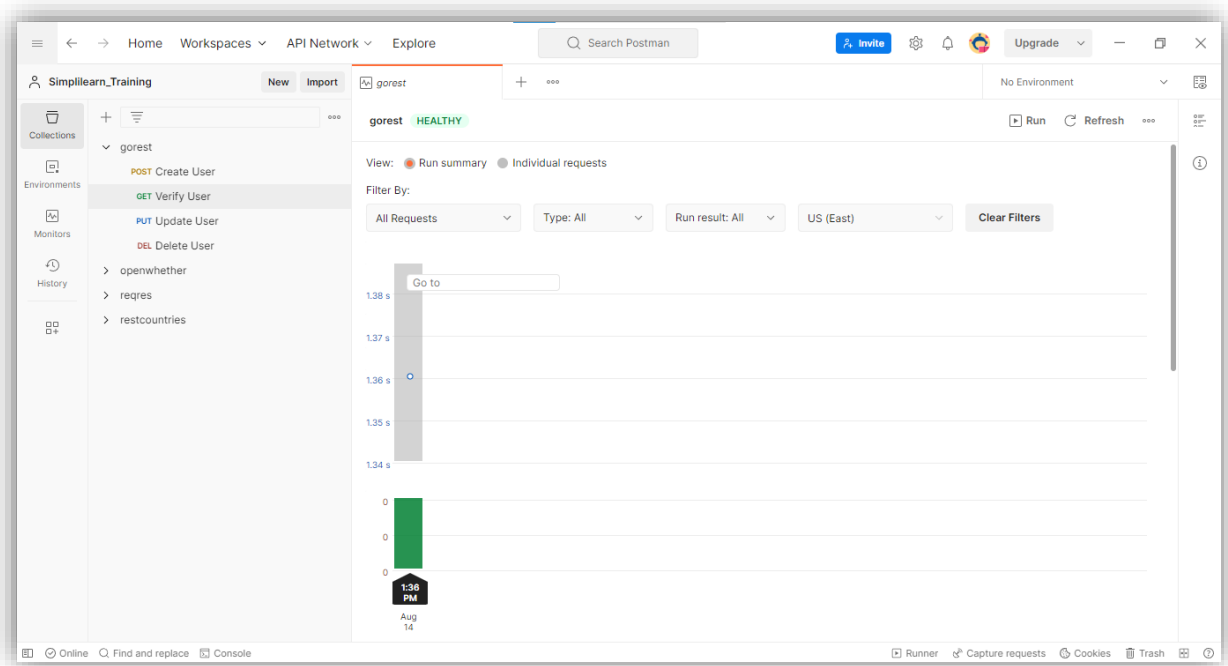 Home Workspaces API Network Explore Search Postman Invite Upgrade
Simplilearn_Training New Import gorest No Environment
Collections
Environments
Monitors
History
gorest
POST Create User
GET Verify User
PUT Update User
DEL Delete User
openwhether
reqres
restcountries
gorest HEALTHY Run Refresh
View: Run summary Individual requests
Filter By:
All Requests Type: All Run result: All US (East) Clear Filters
Go to
1.38 s
1.37 s
1.36 s
1.35 s
1.34 s
0
0
0
1:36
PM
Aug
14
Online Find and replace Console Runner Capture requests Cookies Trash